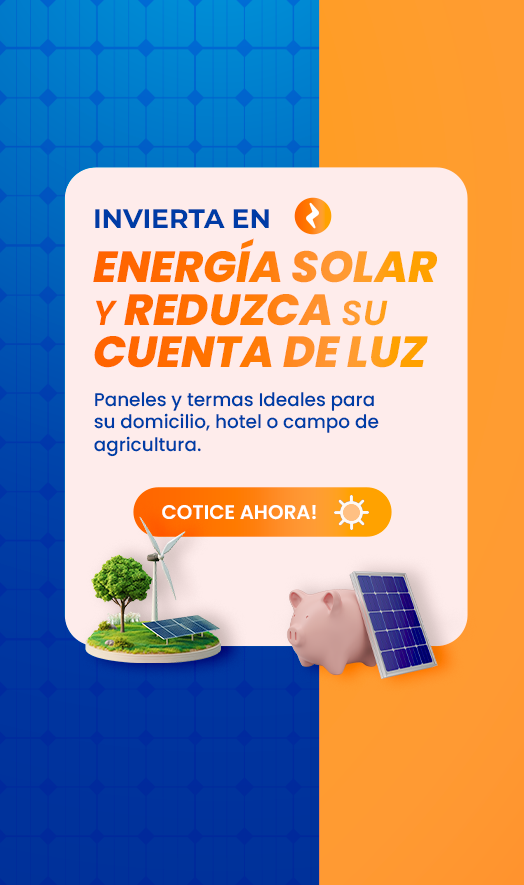 INVIERTA EN
ENERGÍA SOLAR
Y REDUZCA SU
CUENTA DE LUZ
Paneles y termas Ideales para
su domicilio, hotel o campo de
agricultura.
COTICE AHORA!